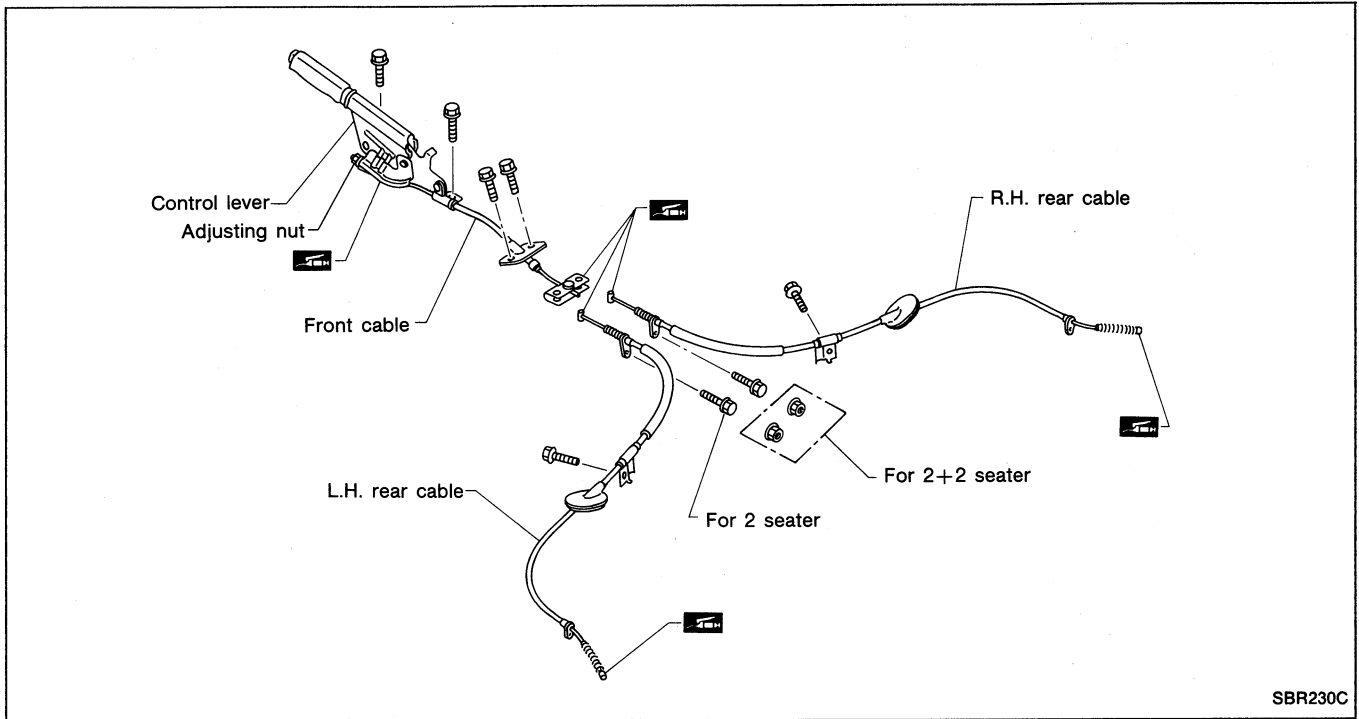 Control lever
Adjusting nut
Front cable
R.H. rear cable
L.H. rear cable
For 2+2 seater
For 2 seater
SBR230C